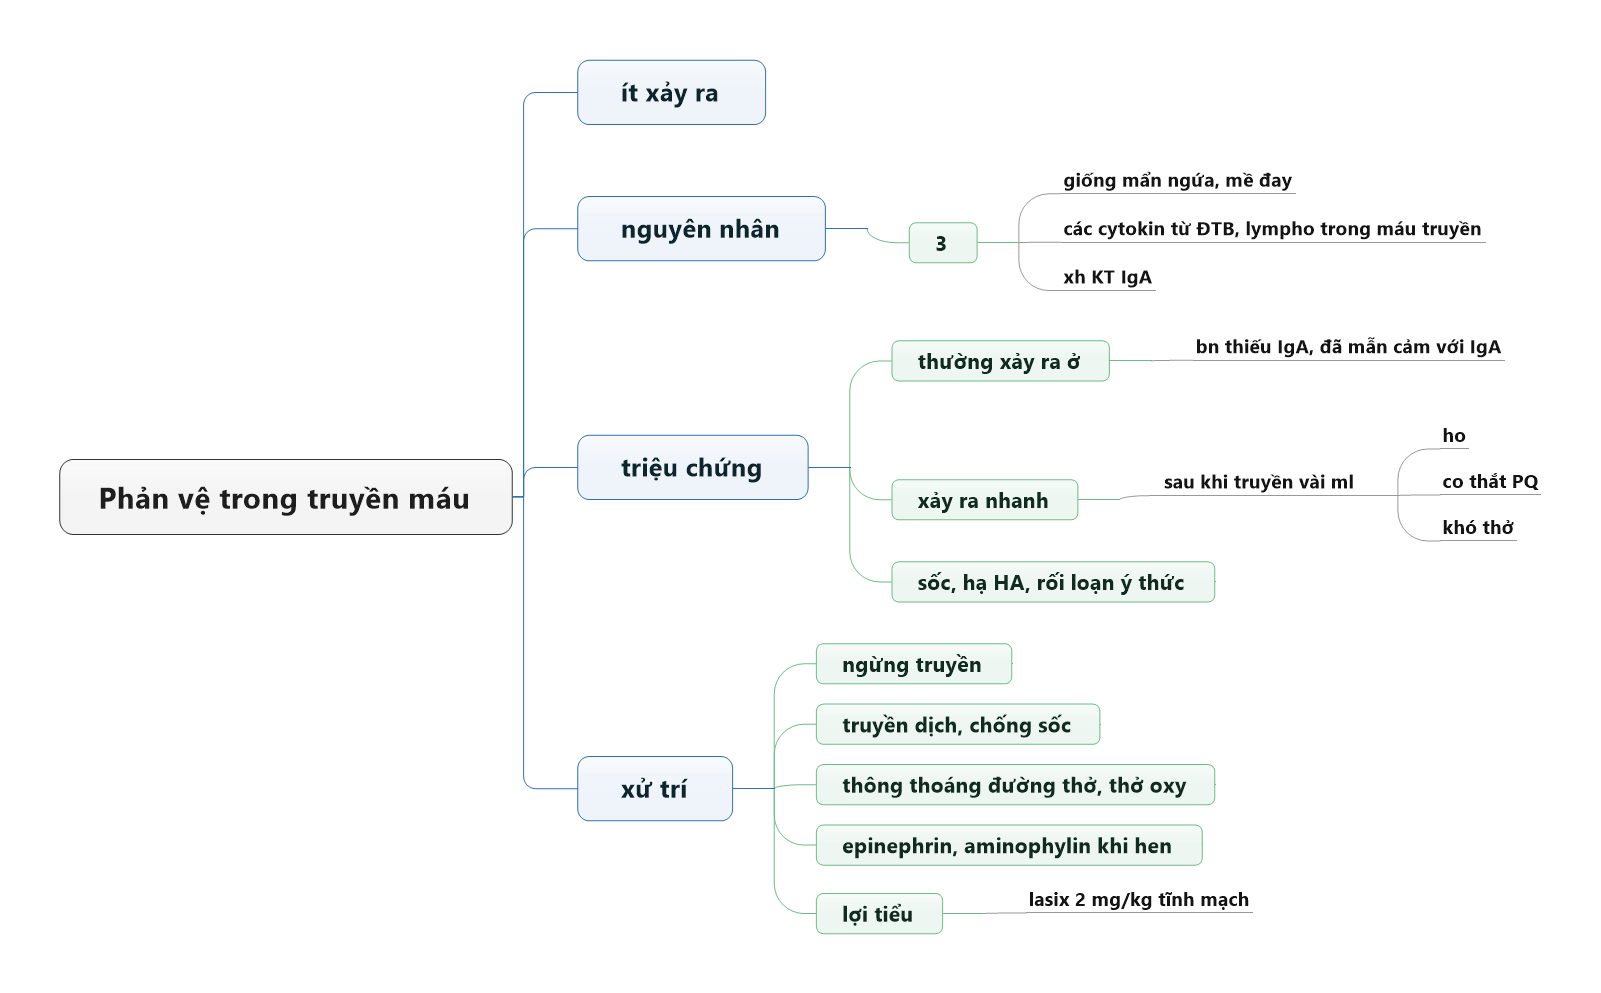 Phản vệ trong truyền máu
ít xảy ra
nguyên nhân
3
giống mẩn ngứa, mề đay
các cytokin từ ĐTB, lympho trong máu truyền
xh KT IgA
triệu chứng
thường xảy ra ở
bn thiếu IgA, đã mẫn cảm với IgA
xảy ra nhanh
sau khi truyền vài ml
ho
co thắt PQ
khó thở
sốc, hạ HA, rối loạn ý thức
xử trí
ngừng truyền
truyền dịch, chống sốc
thông thoáng đường thở, thở oxy
epinephrin, aminophylin khi hen
lợi tiểu
lasix 2 mg/kg tĩnh mạch